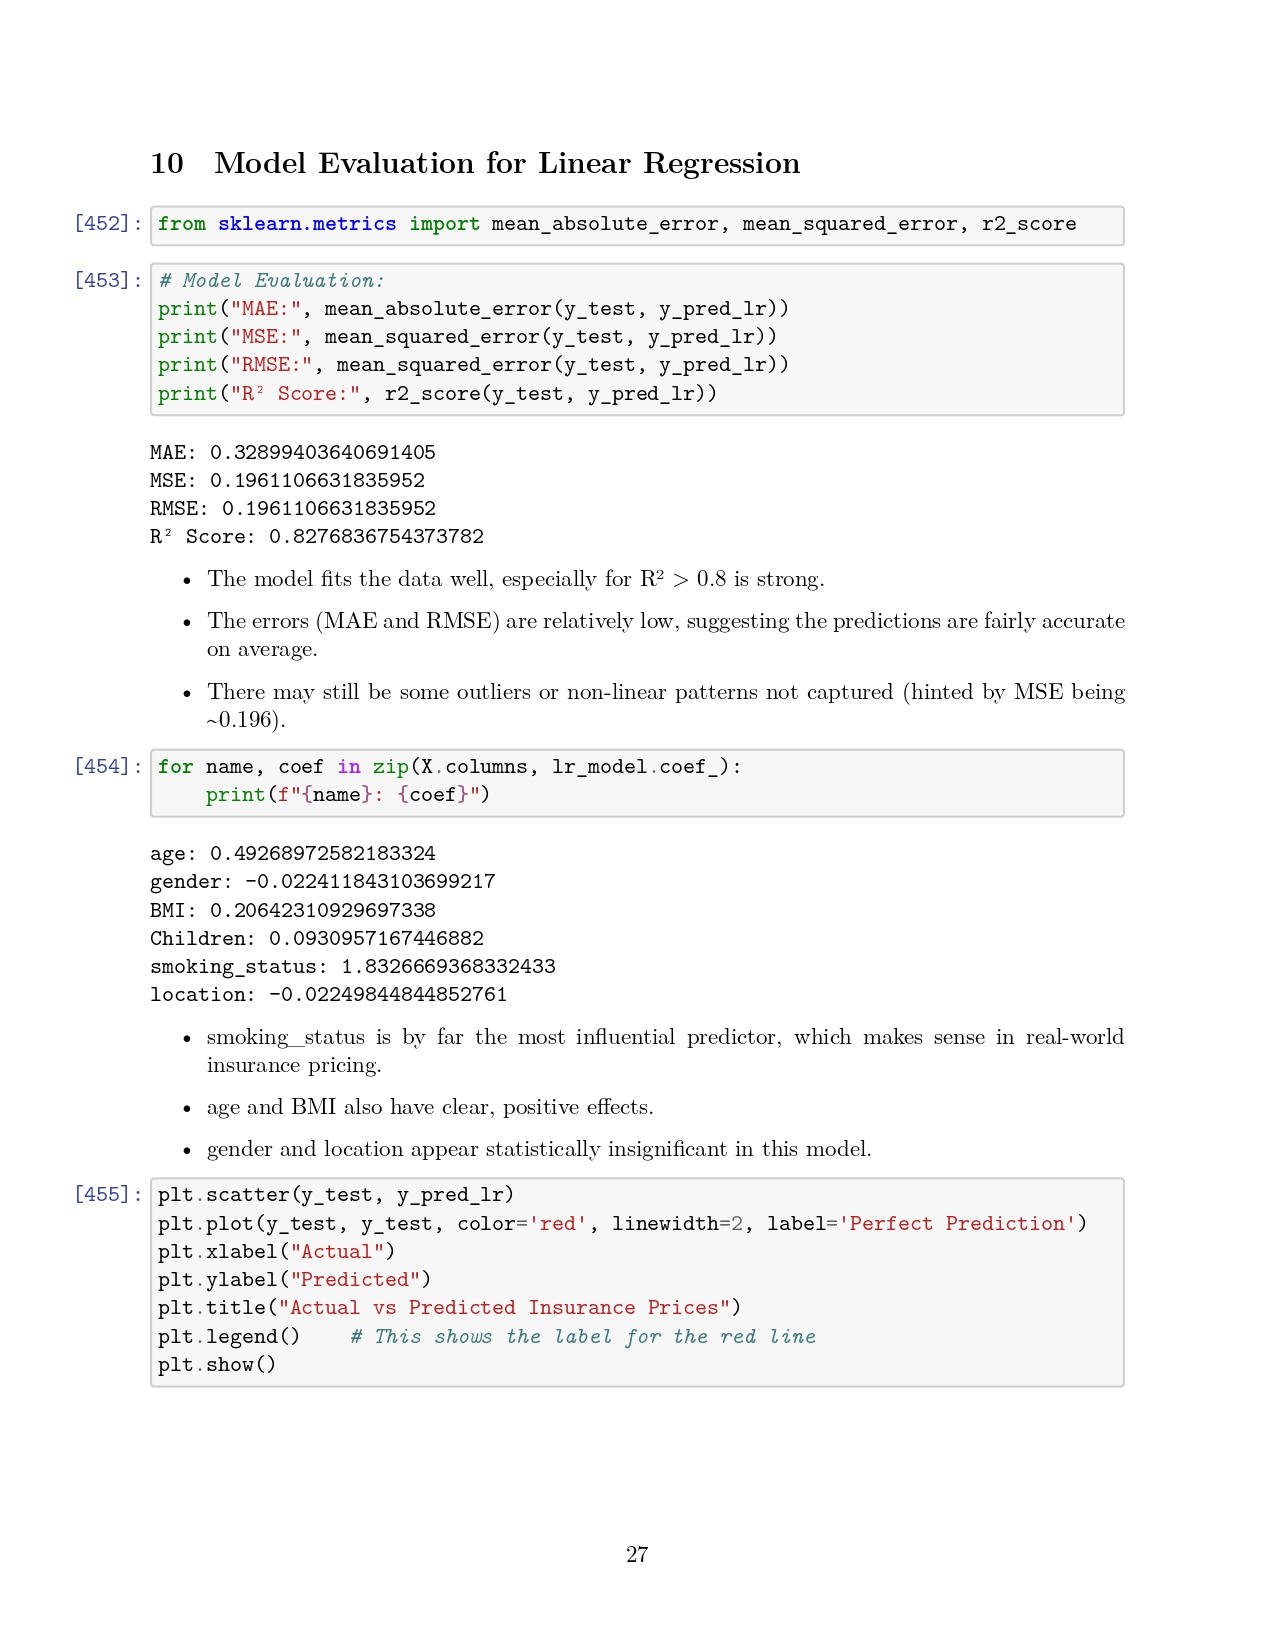 10 Model Evaluation for Linear Regression
[452]: from sklearn.metrics import mean_absolute_error, mean_squared_error, r2_score
[453]: # Model Evaluation:
print("MAE:", mean_absolute_error(y_test, y_pred_lr))
print("MSE:", mean_squared_error(y_test, y_pred_lr))
print("RMSE:", mean_squared_error(y_test, y_pred_lr))
print("R² Score:", r2_score(y_test, y_pred_lr))
MAE: 0.32899403640691405
MSE: 0.1961106631835952
RMSE: 0.1961106631835952
R² Score: 0.8276836754373782
• The model fits the data well, especially for R² > 0.8 is strong.
• The errors (MAE and RMSE) are relatively low, suggesting the predictions are fairly accurate
on average.
• There may still be some outliers or non-linear patterns not captured (hinted by MSE being
~0.196).
[454]: for name, coef in zip(X.columns, lr_model.coef_):
    print(f"{name}: {coef}")
age: 0.49268972582183324
gender: -0.022411843103699217
BMI: 0.20642310929697338
Children: 0.0930957167446882
smoking_status: 1.8326669368332433
location: -0.02249844844852761
• smoking_status is by far the most influential predictor, which makes sense in real-world
insurance pricing.
• age and BMI also have clear, positive effects.
• gender and location appear statistically insignificant in this model.
[455]: plt.scatter(y_test, y_pred_lr)
plt.plot(y_test, y_test, color='red', linewidth=2, label='Perfect Prediction')
plt.xlabel("Actual")
plt.ylabel("Predicted")
plt.title("Actual vs Predicted Insurance Prices")
plt.legend()    # This shows the label for the red line
plt.show()
27